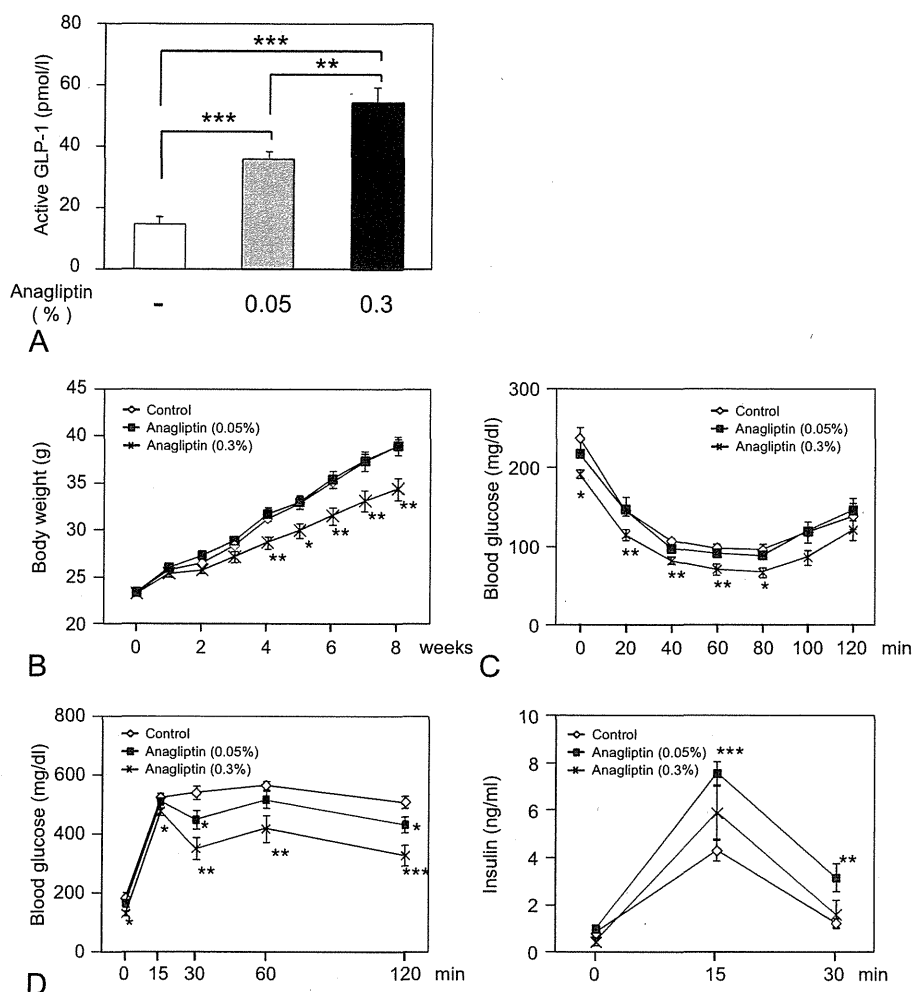 80
60
40
20
0
Active GLP-1 (pmol/l)
***
**
***
Anagliptin
( % )
-
0.05
0.3
A
45
40
35
30
25
20
Body weight (g)
Control
Anagliptin (0.05%)
Anagliptin (0.3%)
**
*
**
**
**
0 2 4 6 8 weeks
B
300
200
100
0
Blood glucose (mg/dl)
Control
Anagliptin (0.05%)
Anagliptin (0.3%)
*
**
**
**
*
0 20 40 60 80 100 120 min
C
800
600
400
200
0
Blood glucose (mg/dl)
Control
Anagliptin (0.05%)
Anagliptin (0.3%)
*
*
*
**
**
*
***
0 15 30 60 120 min
D
10
8
6
4
2
0
Insulin (ng/ml)
Control
Anagliptin (0.05%)
Anagliptin (0.3%)
***
**
0 15 30 min